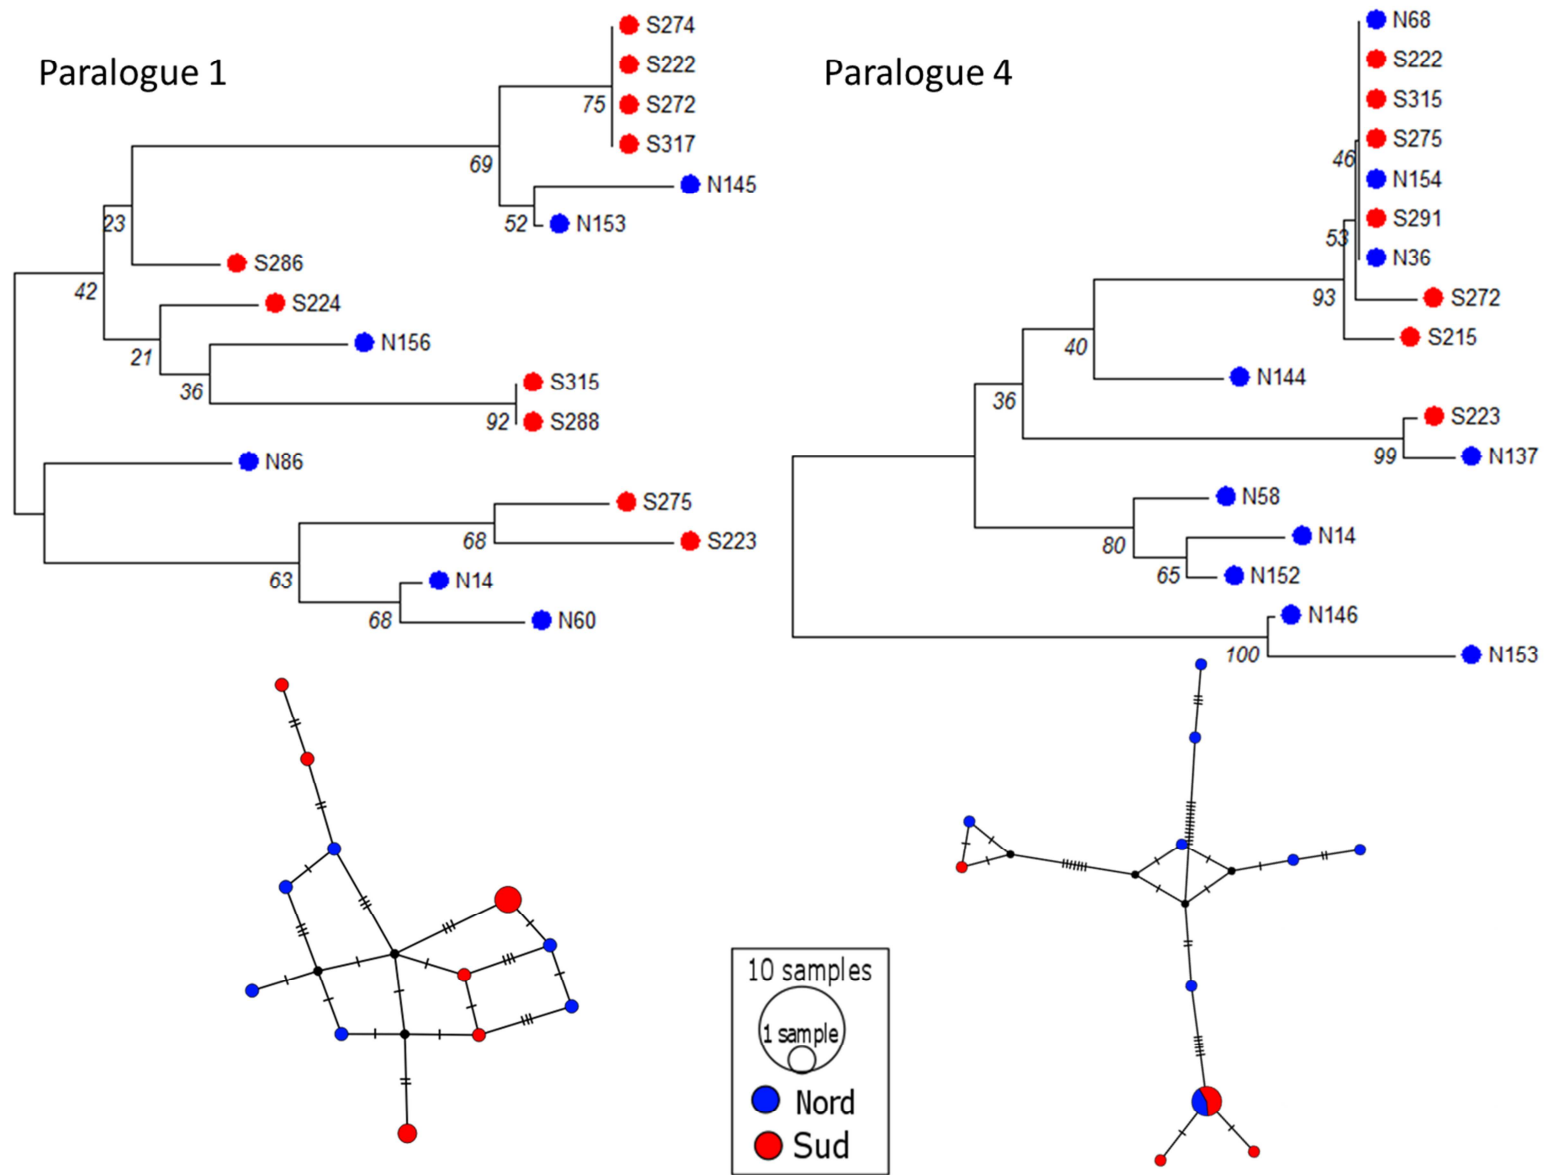 Paralogue 1
S274
S222
S272
S317
N145
N153
S286
S224
N156
S315
S288
N86
S275
S223
N14
N60
75
69
52
23
42
21
36
92
68
63
68
Paralogue 4
N68
S222
S315
S275
N154
S291
N36
S272
S215
N144
S223
N137
N58
N14
N152
N146
N153
46
53
93
40
36
99
80
65
100
10 samples
1 sample
Nord
Sud